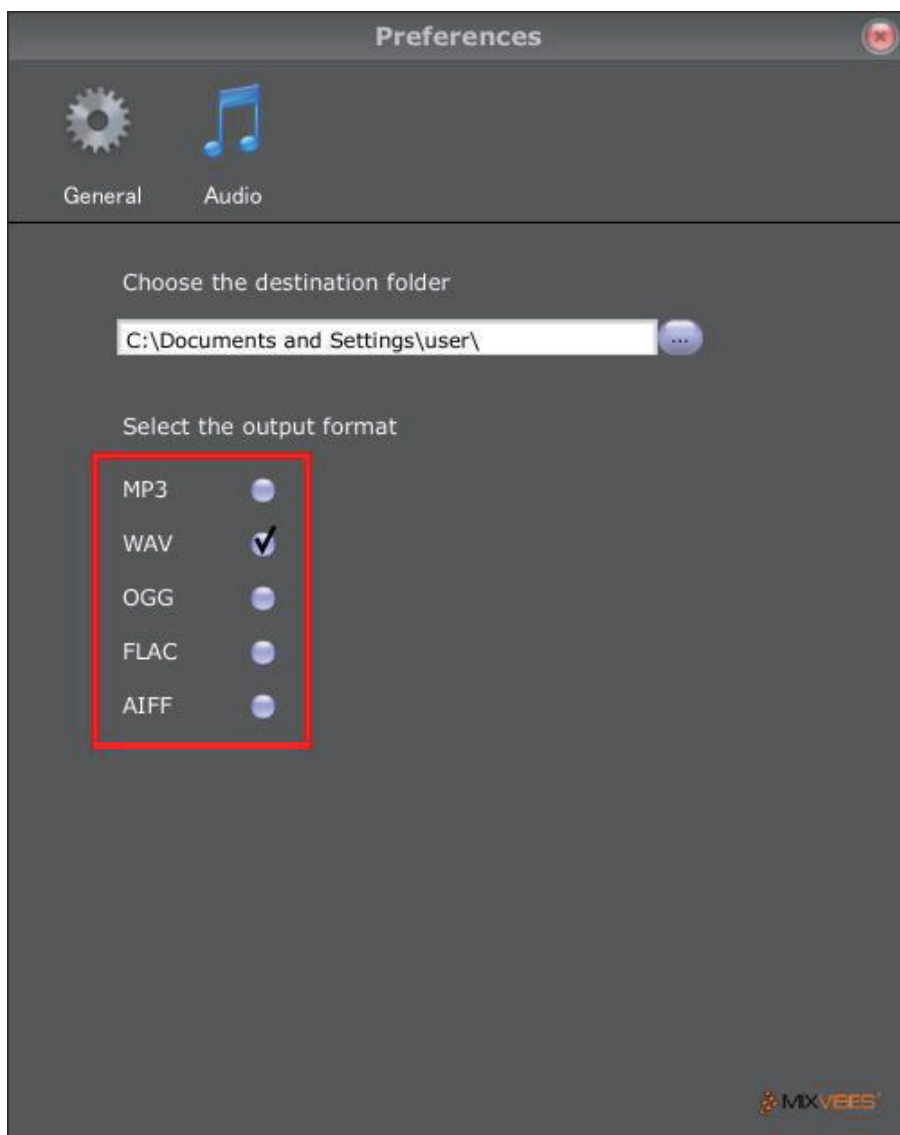 Preferences
General Audio
Choose the destination folder
C:\Documents and Settings\user\ ...
Select the output format
MP3
WAV
OGG
FLAC
AIFF
MIXVIBES